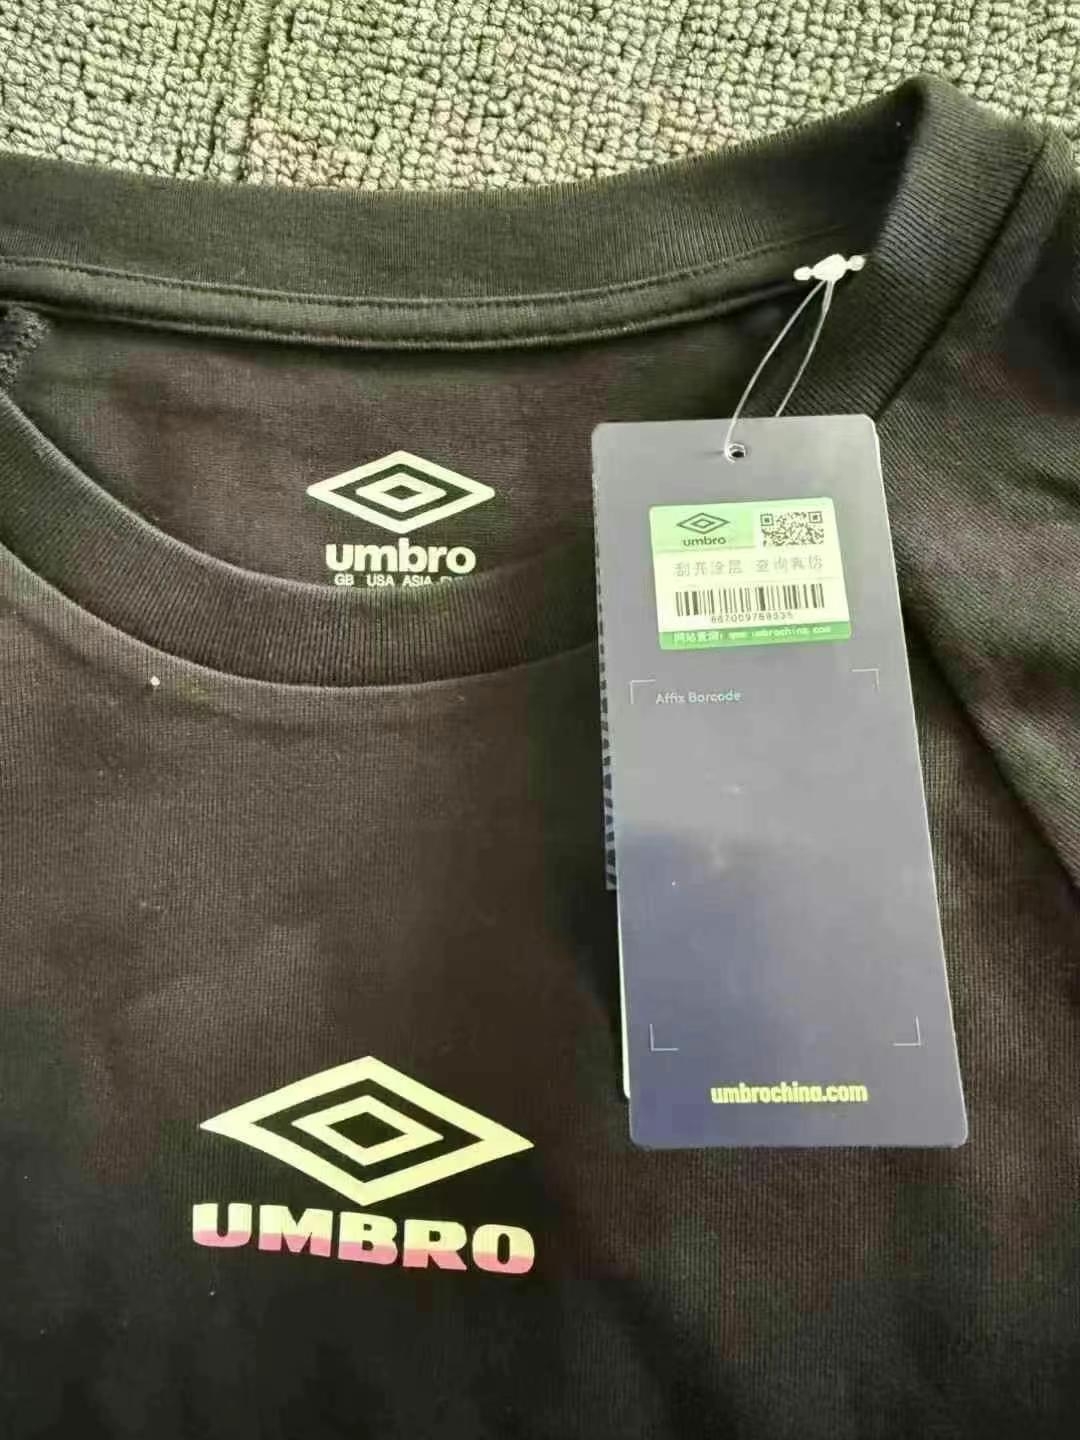 umbro
GB USA ASIA
umbro
刮开涂层 查询真伪
Affix Barcode
umbrochina.com
UMBRO